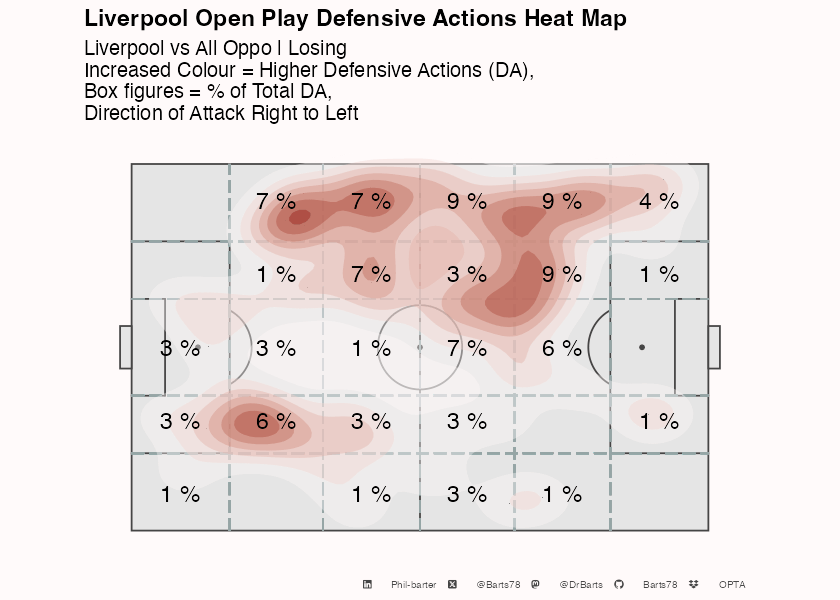 Liverpool Open Play Defensive Actions Heat Map
Liverpool vs All Oppo | Losing
Increased Colour = Higher Defensive Actions (DA),
Box figures = % of Total DA,
Direction of Attack Right to Left
7 % 7 % 9 % 9 % 4 %
1 % 7 % 3 % 9 % 1 %
3 % 3 % 1 % 7 % 6 %
3 % 6 % 3 % 3 % 1 %
1 % 1 % 3 % 1 %
Phil-barter @Barts78 @DrBarts Barts78 OPTA